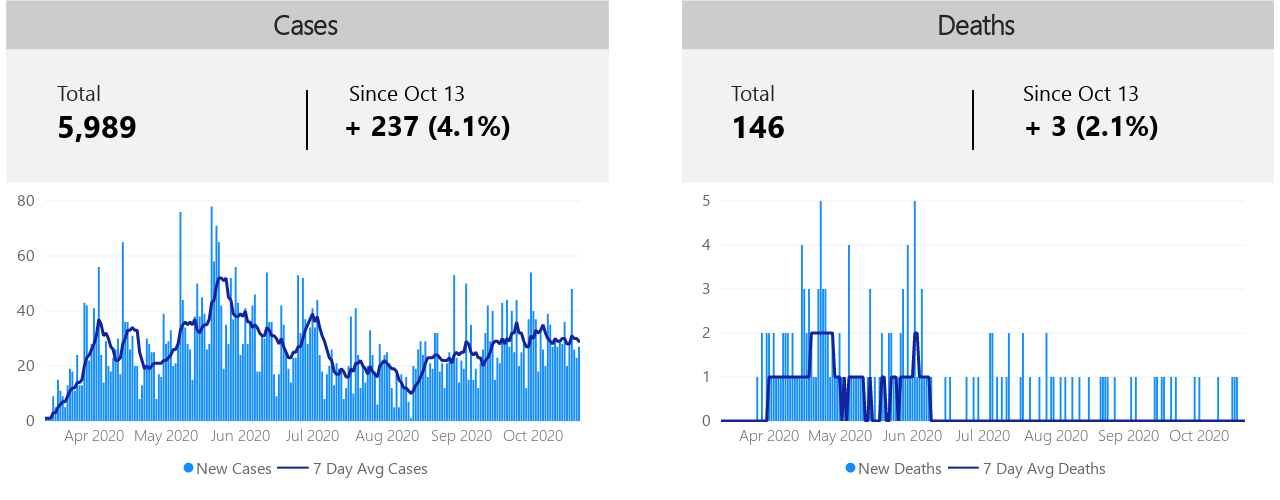 Cases
Total
5,989
Since Oct 13
+ 237 (4.1%)
80
60
40
20
0
Apr 2020 May 2020 Jun 2020 Jul 2020 Aug 2020 Sep 2020 Oct 2020
New Cases 7 Day Avg Cases
Deaths
Total
146
Since Oct 13
+ 3 (2.1%)
5
4
3
2
1
0
Apr 2020 May 2020 Jun 2020 Jul 2020 Aug 2020 Sep 2020 Oct 2020
New Deaths 7 Day Avg Deaths